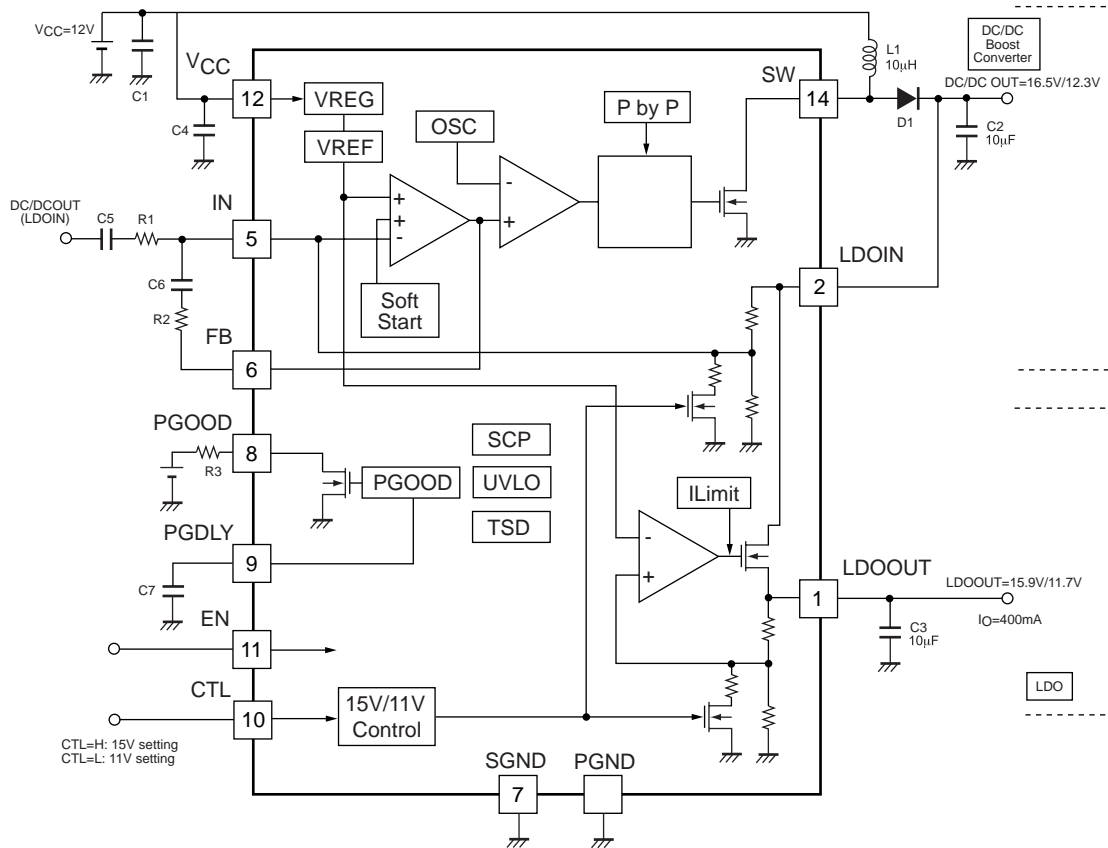 VCC=12V
C1
VCC
12
C4
VREG
VREF
OSC
P by P
SW
14
L1
10μH
D1
DC/DC
Boost
Converter
DC/DC OUT=16.5V/12.3V
C2
10μF
DC/DCOUT
(LDOIN)
C5
R1
IN
5
C6
R2
FB
6
Soft
Start
LDOIN
2
PGOOD
8
R3
PGOOD
SCP
UVLO
TSD
ILimit
PGDLY
9
C7
EN
11
CTL
10
CTL=H: 15V setting
CTL=L: 11V setting
15V/11V
Control
LDOOUT
1
LDOOUT=15.9V/11.7V
IO=400mA
C3
10μF
LDO
SGND
7
PGND